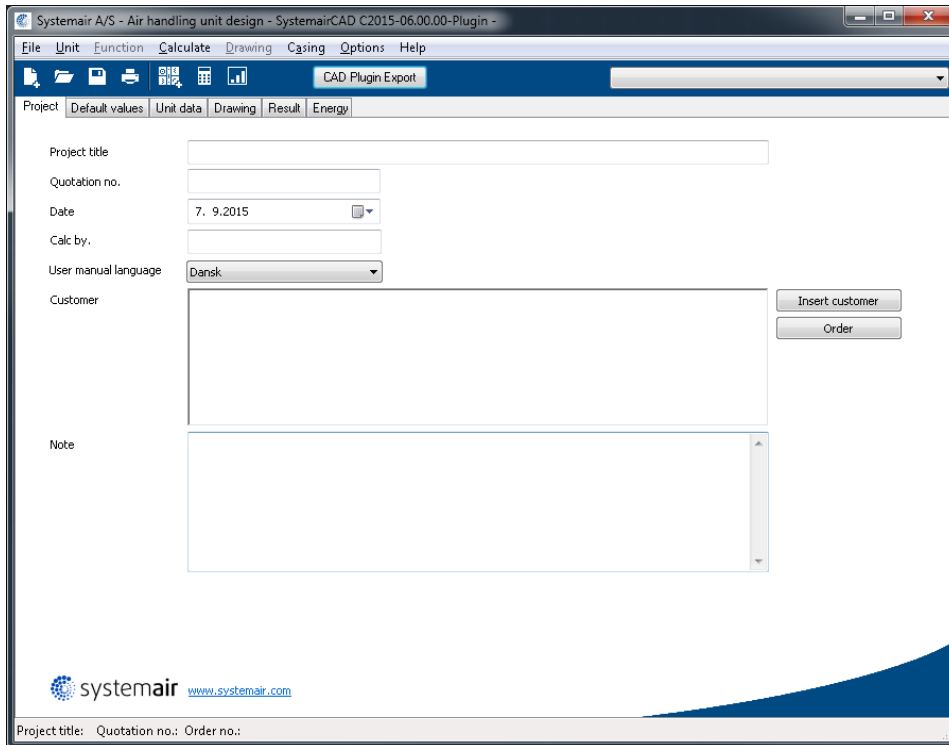 Systemair A/S - Air handling unit design - SystemairCAD C2015-06.00.00-Plugin -
File Unit Function Calculate Drawing Casing Options Help
CAD Plugin Export
Project Default values Unit data Drawing Result Energy
Project title
Quotation no.
Date 7. 9.2015
Calc by.
User manual language Dansk
Customer Insert customer
Order
Note
systemair www.systemair.com
Project title: Quotation no.: Order no.: